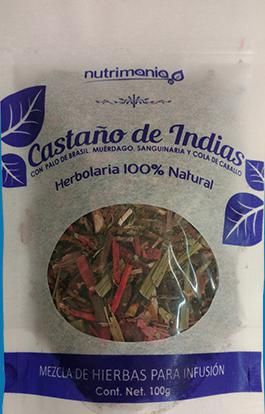 nutrimania
Castaño de Indias
CON PALO DE BRASIL, MUÉRDAGO, SANGUINARIA Y COLA DE CABALLO
Herbolaria 100% Natural
MEZCLA DE HIERBAS PARA INFUSIÓN
Cont. Net. 100g